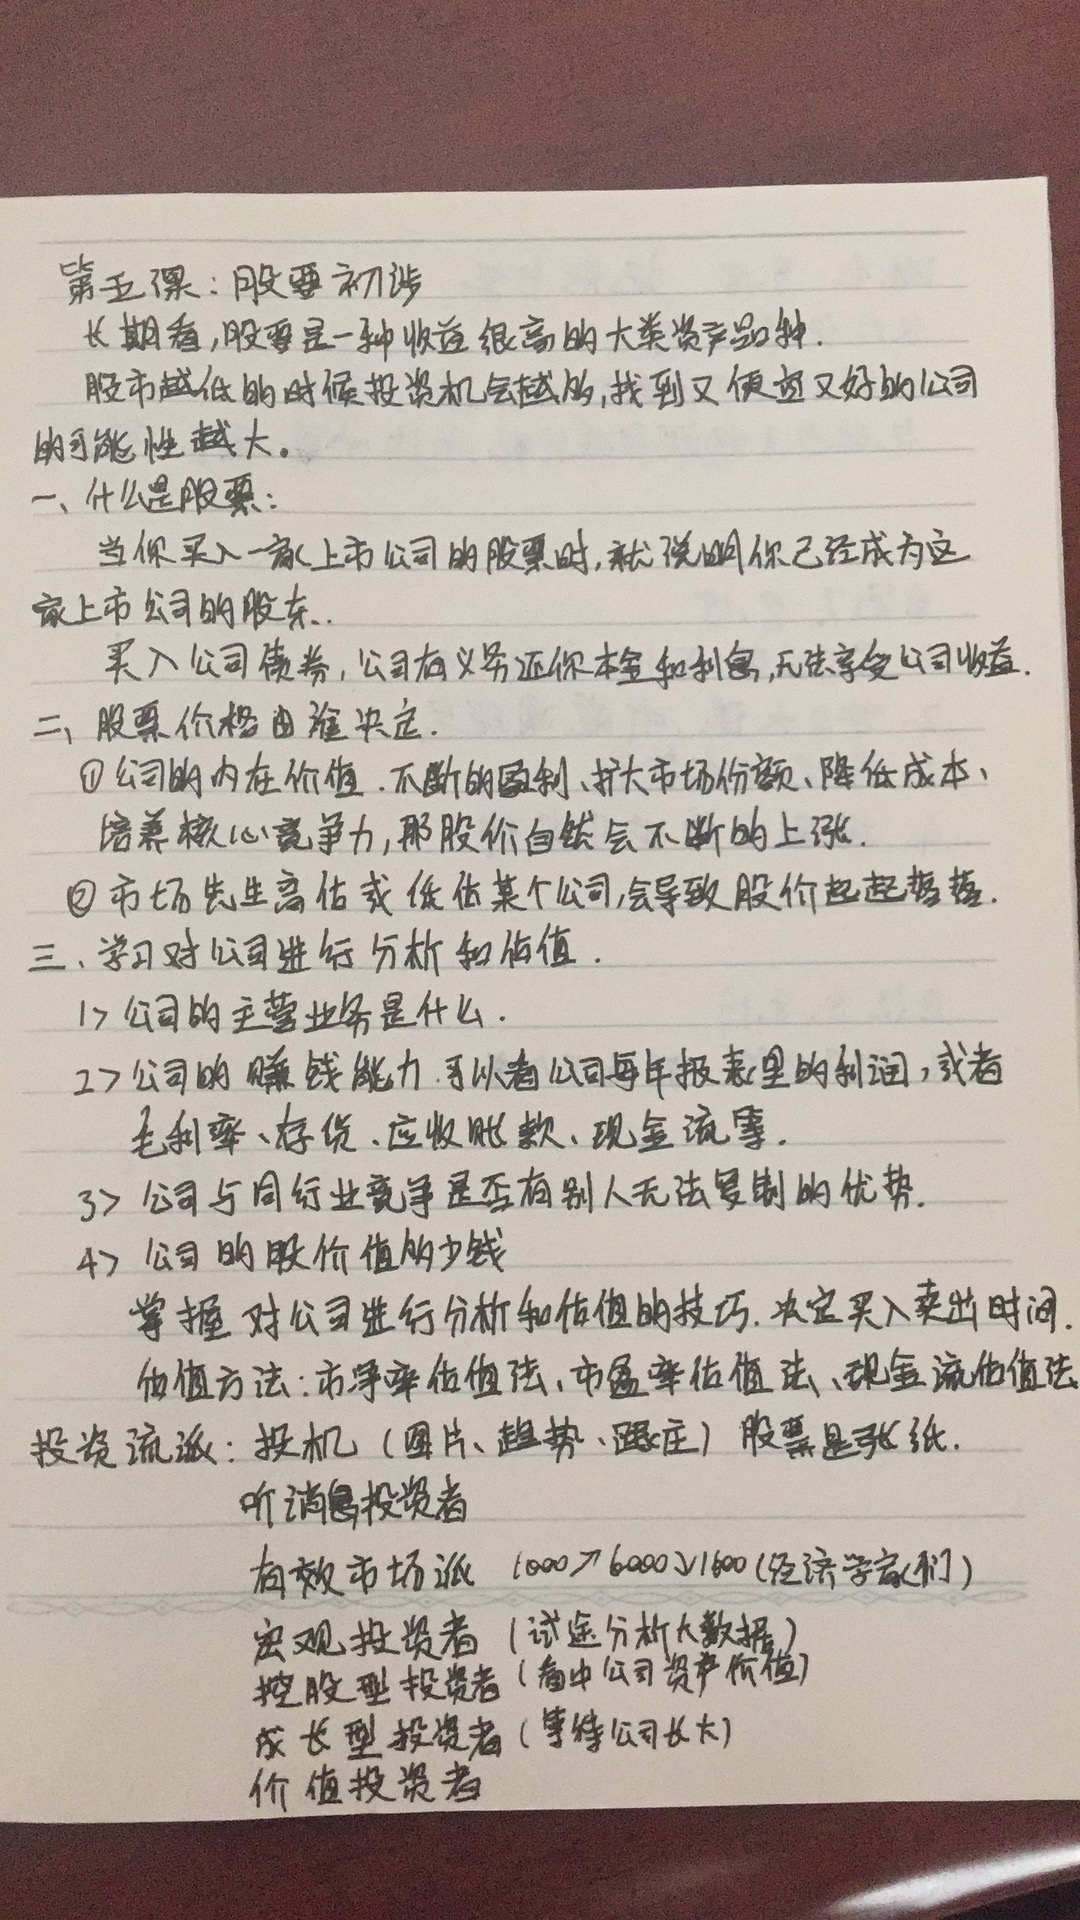 第五课：股票初涉
长期看，股票是一种收益很高的大类资产品种.
股市越低的时候投资机会越多，找到又便宜又好的公司
的可能性越大。
一、什么是股票：
当你买入一家上市公司的股票时，就说明你已经成为这
家上市公司的股东..
买入公司债券，公司有义务还你本金和利息，无法享受公司收益.
二、股票价格由谁决定.
①公司的内在价值.不断的盈利、扩大市场份额、降低成本、
培养核心竞争力，那股价自然会不断的上涨.
②市场先生高估或低估某个公司，会导致股价起起落落.
三、学习对公司进行分析和估值.
1>公司的主营业务是什么.
2>公司的赚钱能力.可以看公司每年报表里的利润，或者
毛利率、存货、应收账款、现金流等.
3>公司与同行业竞争是否有别人无法复制的优势.
4>公司的股价值多少钱
掌握对公司进行分析和估值的技巧.决定买入卖出时间.
估值方法：市净率估值法、市盈率估值法、现金流估值法
投资流派：投机（图片、趋势、跟庄）股票是张纸.
听消息投资者
有效市场派 1000↗6000↘1600（经济学家们）
宏观投资者（试途分析大数据）
控股型投资者（看中公司资产价值）
成长型投资者（等待公司长大）
价值投资者